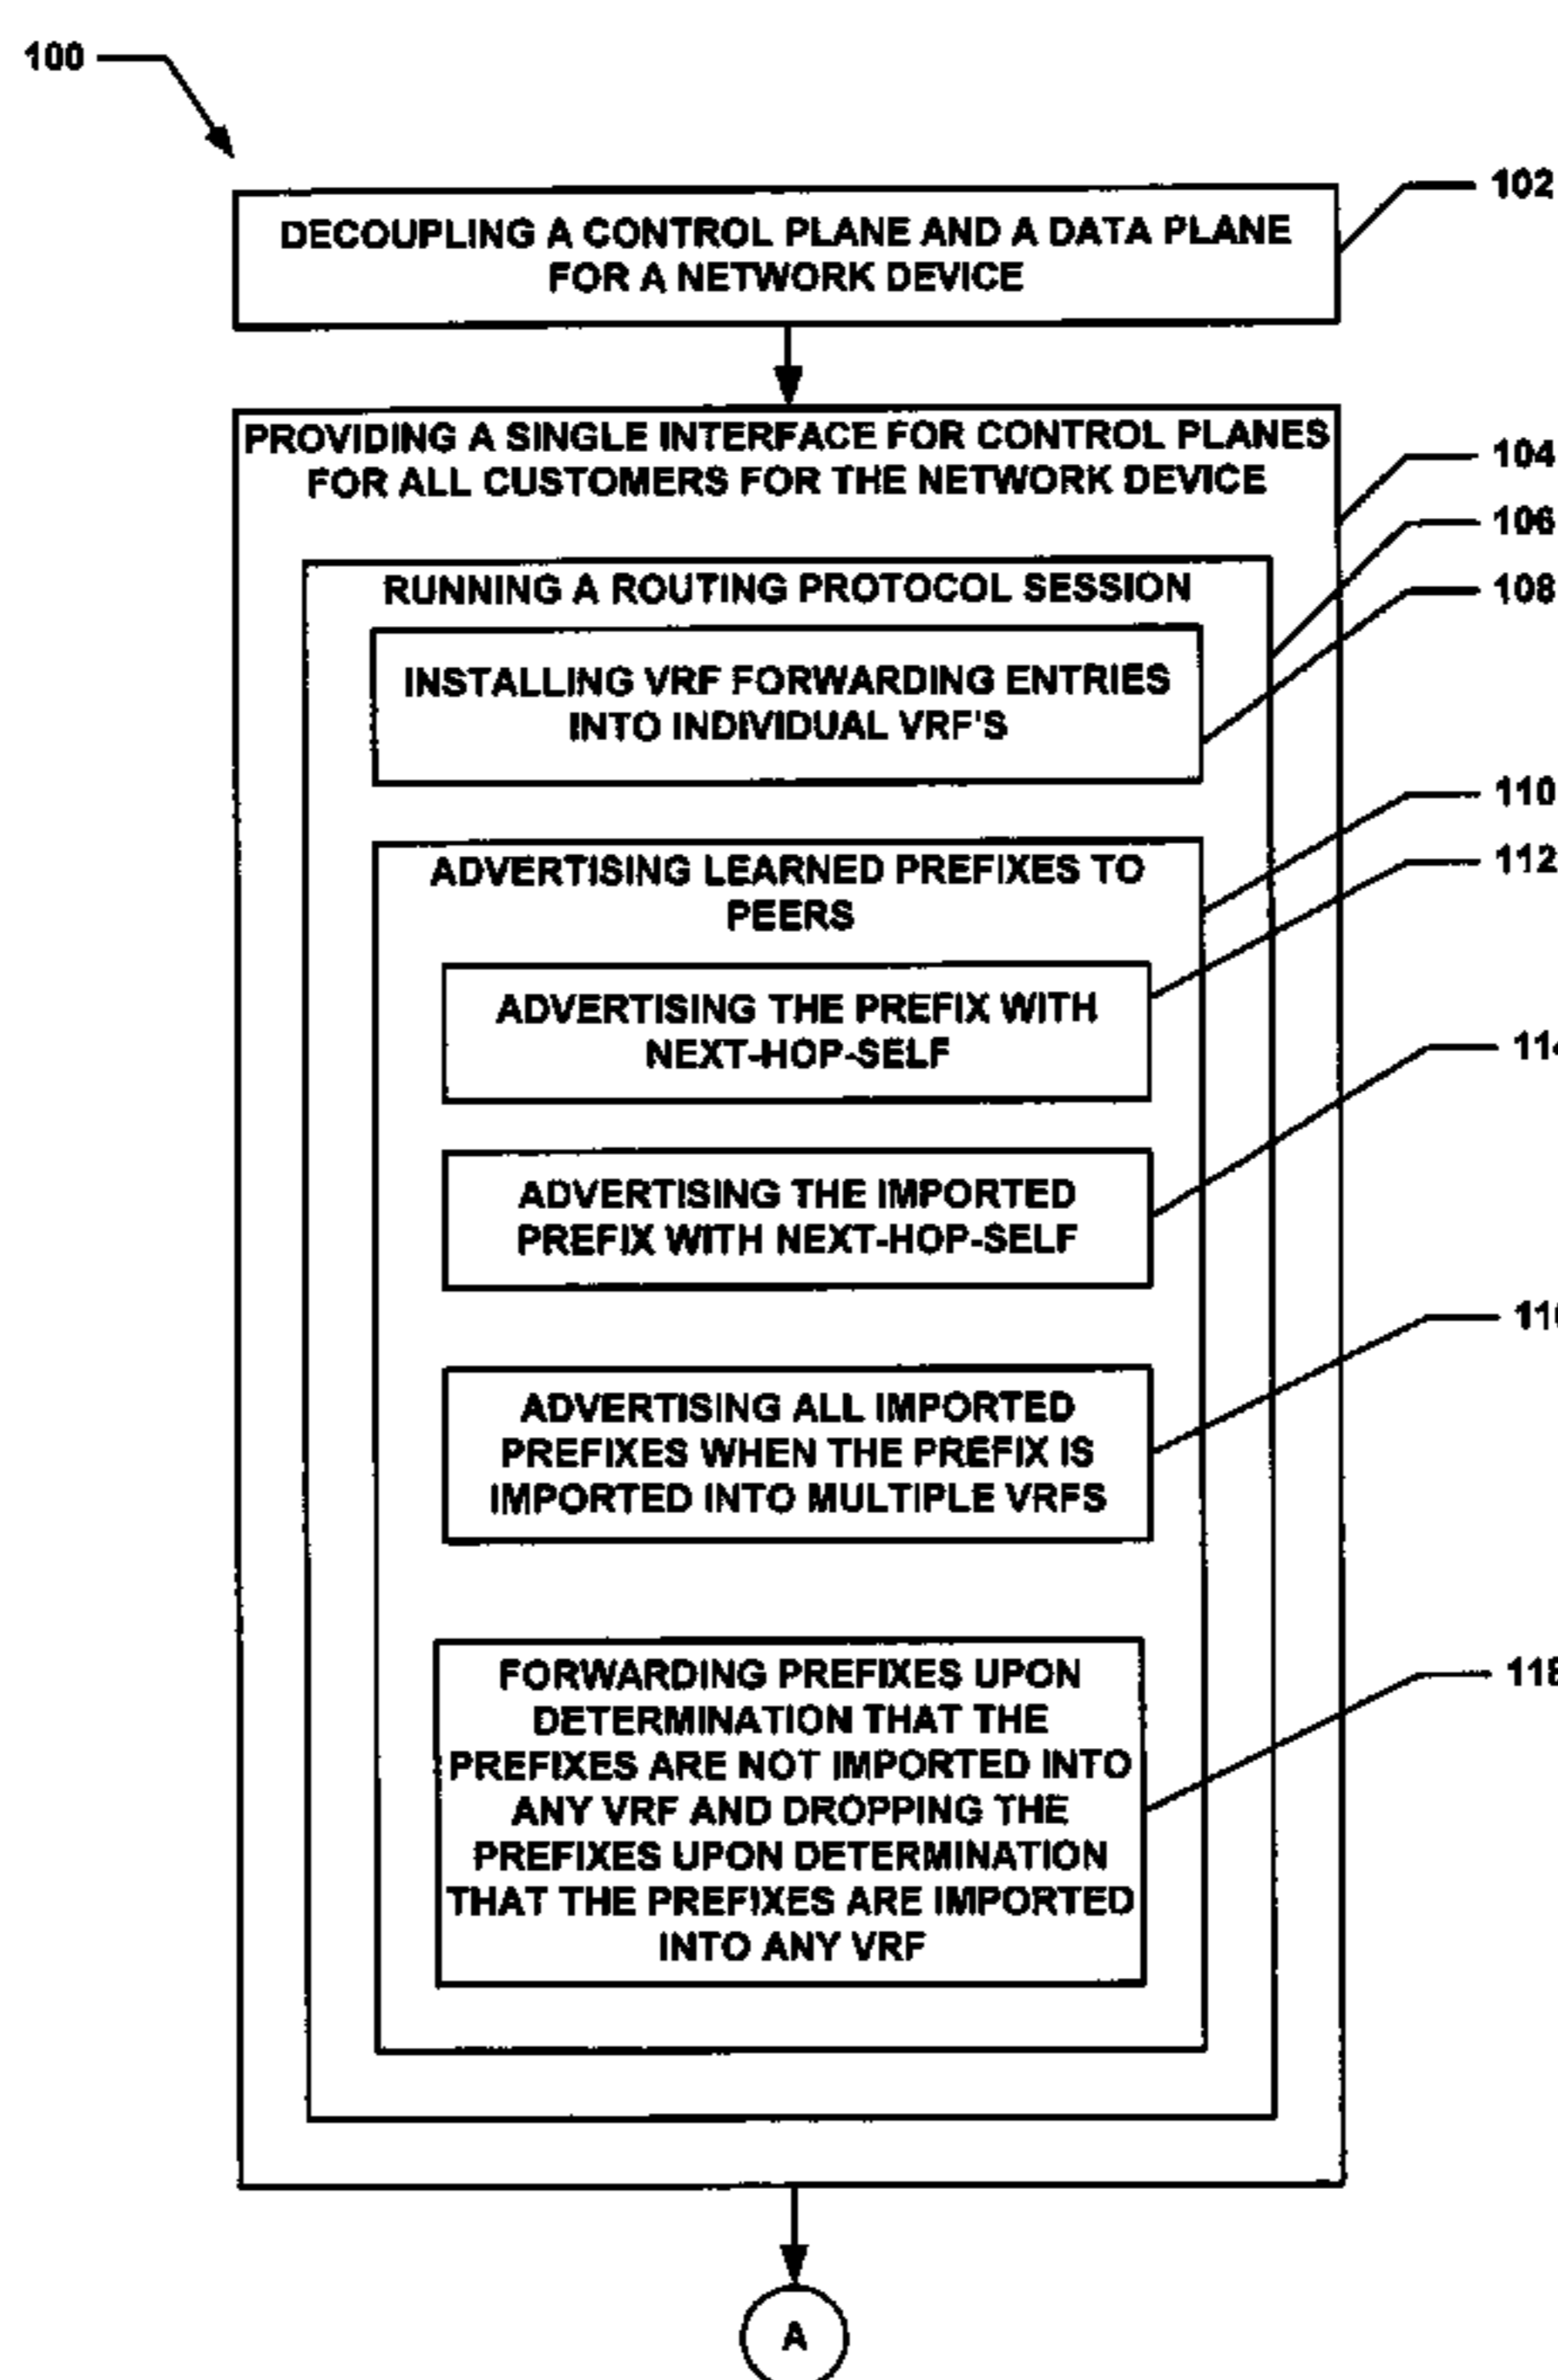 100
102
DECOUPLING A CONTROL PLANE AND A DATA PLANE
FOR A NETWORK DEVICE
PROVIDING A SINGLE INTERFACE FOR CONTROL PLANES
FOR ALL CUSTOMERS FOR THE NETWORK DEVICE
104
106
RUNNING A ROUTING PROTOCOL SESSION
108
INSTALLING VRF FORWARDING ENTRIES
INTO INDIVIDUAL VRF'S
110
ADVERTISING LEARNED PREFIXES TO
PEERS
112
ADVERTISING THE PREFIX WITH
NEXT-HOP-SELF
114
ADVERTISING THE IMPORTED
PREFIX WITH NEXT-HOP-SELF
116
ADVERTISING ALL IMPORTED
PREFIXES WHEN THE PREFIX IS
IMPORTED INTO MULTIPLE VRFS
118
FORWARDING PREFIXES UPON
DETERMINATION THAT THE
PREFIXES ARE NOT IMPORTED INTO
ANY VRF AND DROPPING THE
PREFIXES UPON DETERMINATION
THAT THE PREFIXES ARE IMPORTED
INTO ANY VRF
A